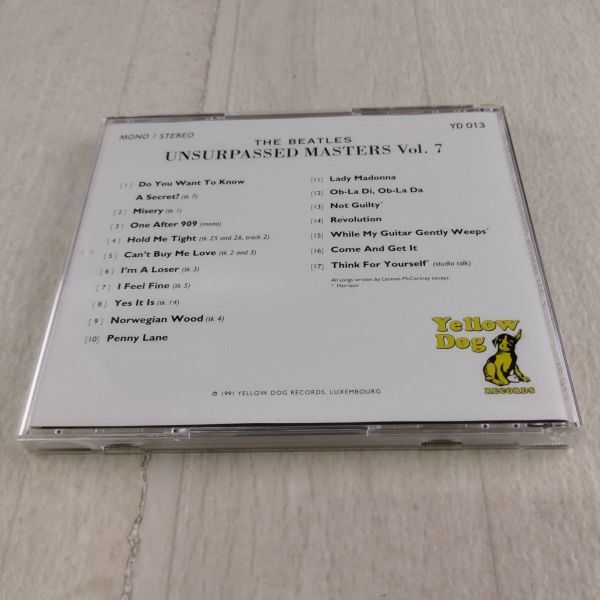 MONO / STEREO
YD 013
THE BEATLES
UNSURPASSED MASTERS Vol. 7
[1] Do You Want To Know
A Secret? (tk 7)
[2] Misery (tk 1)
[3] One After 909 (mono)
[4] Hold Me Tight (tk 25 and 26, track 2)
[5] Can't Buy Me Love (tk 2 and 3)
[6] I'm A Loser (tk 3)
[7] I Feel Fine (tk 5)
[8] Yes It Is (tk 14)
[9] Norwegian Wood (tk 4)
[10] Penny Lane
[11] Lady Madonna
[12] Ob-La Di, Ob-La Da
[13] Not Guilty*
[14] Revolution
[15] While My Guitar Gently Weeps*
[16] Come And Get It
[17] Think For Yourself* (studio talk)
All songs written by Lennon-McCartney except:
* Harrison
Yellow
Dog
RECORDS
℗ 1991 YELLOW DOG RECORDS, LUXEMBOURG